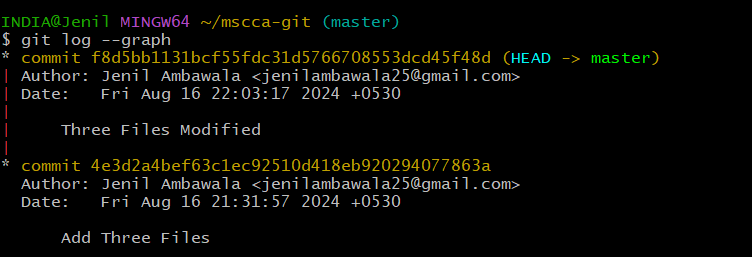 INDIA@Jenil MINGW64 ~/mscca-git (master)
$ git log --graph
* commit f8d5bb1131bcf55fdc31d5766708553dcd45f48d (HEAD -> master)
| Author: Jenil Ambawala <jenilambawala25@gmail.com>
| Date:   Fri Aug 16 22:03:17 2024 +0530
|
|     Three Files Modified
|
* commit 4e3d2a4bef63c1ec92510d418eb920294077863a
  Author: Jenil Ambawala <jenilambawala25@gmail.com>
  Date:   Fri Aug 16 21:31:57 2024 +0530

      Add Three Files